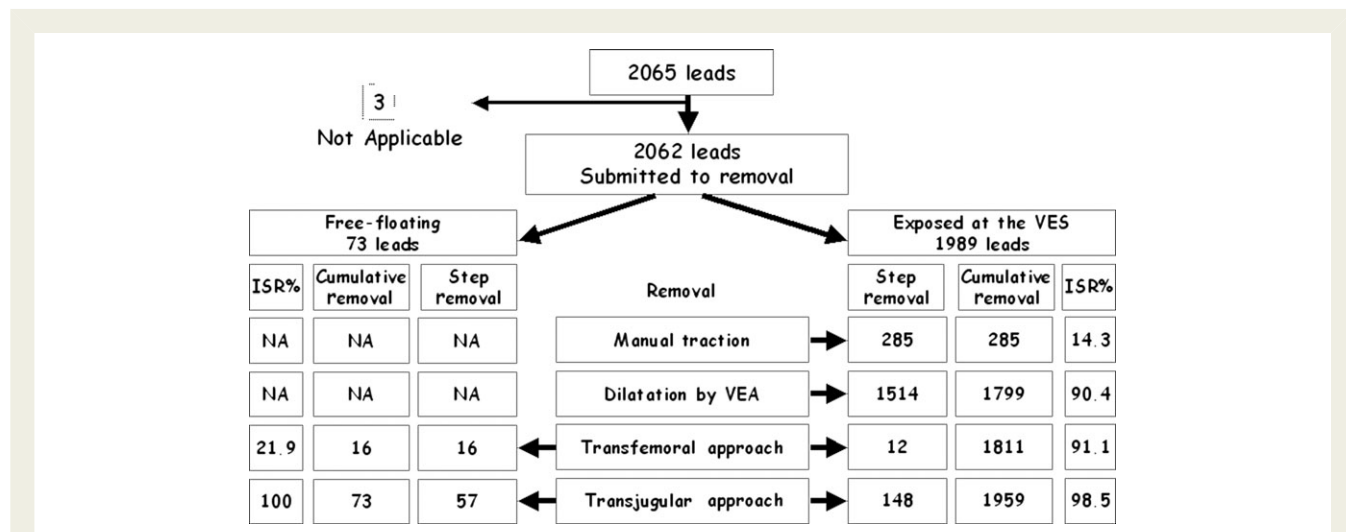 2065 leads
3
Not Applicable
2062 leads
Submitted to removal
Free-floating
73 leads
Exposed at the VES
1989 leads
ISR% Cumulative removal Step removal Removal Step removal Cumulative removal ISR%
NA NA NA Manual traction 285 285 14.3
NA NA NA Dilatation by VEA 1514 1799 90.4
21.9 16 16 Transfemoral approach 12 1811 91.1
100 73 57 Transjugular approach 148 1959 98.5